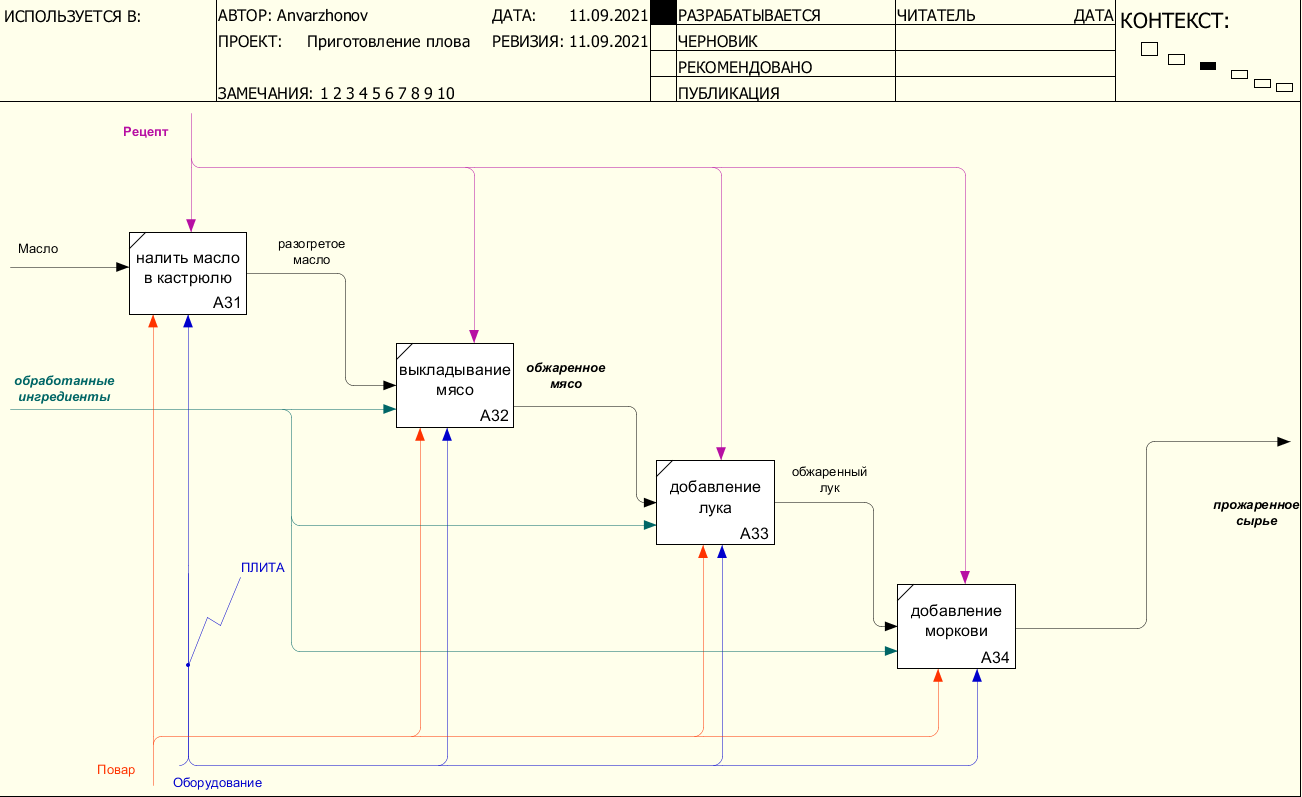 ИСПОЛЬЗУЕТСЯ В:
АВТОР: Anvarzhonov
ДАТА: 11.09.2021
ПРОЕКТ: Приготовление плова
РЕВИЗИЯ: 11.09.2021
ЗАМЕЧАНИЯ: 1 2 3 4 5 6 7 8 9 10
РАЗРАБАТЫВАЕТСЯ
ЧЕРНОВИК
РЕКОМЕНДОВАНО
ПУБЛИКАЦИЯ
ЧИТАТЕЛЬ ДАТА
КОНТЕКСТ:
Рецепт
Масло
налить масло
в кастрюлю
A31
разогретое
масло
обработанные
ингредиенты
выкладывание
мясо
A32
обжаренное
мясо
добавление
лука
A33
обжаренный
лук
добавление
моркови
A34
прожаренное
сырье
ПЛИТА
Повар
Оборудование